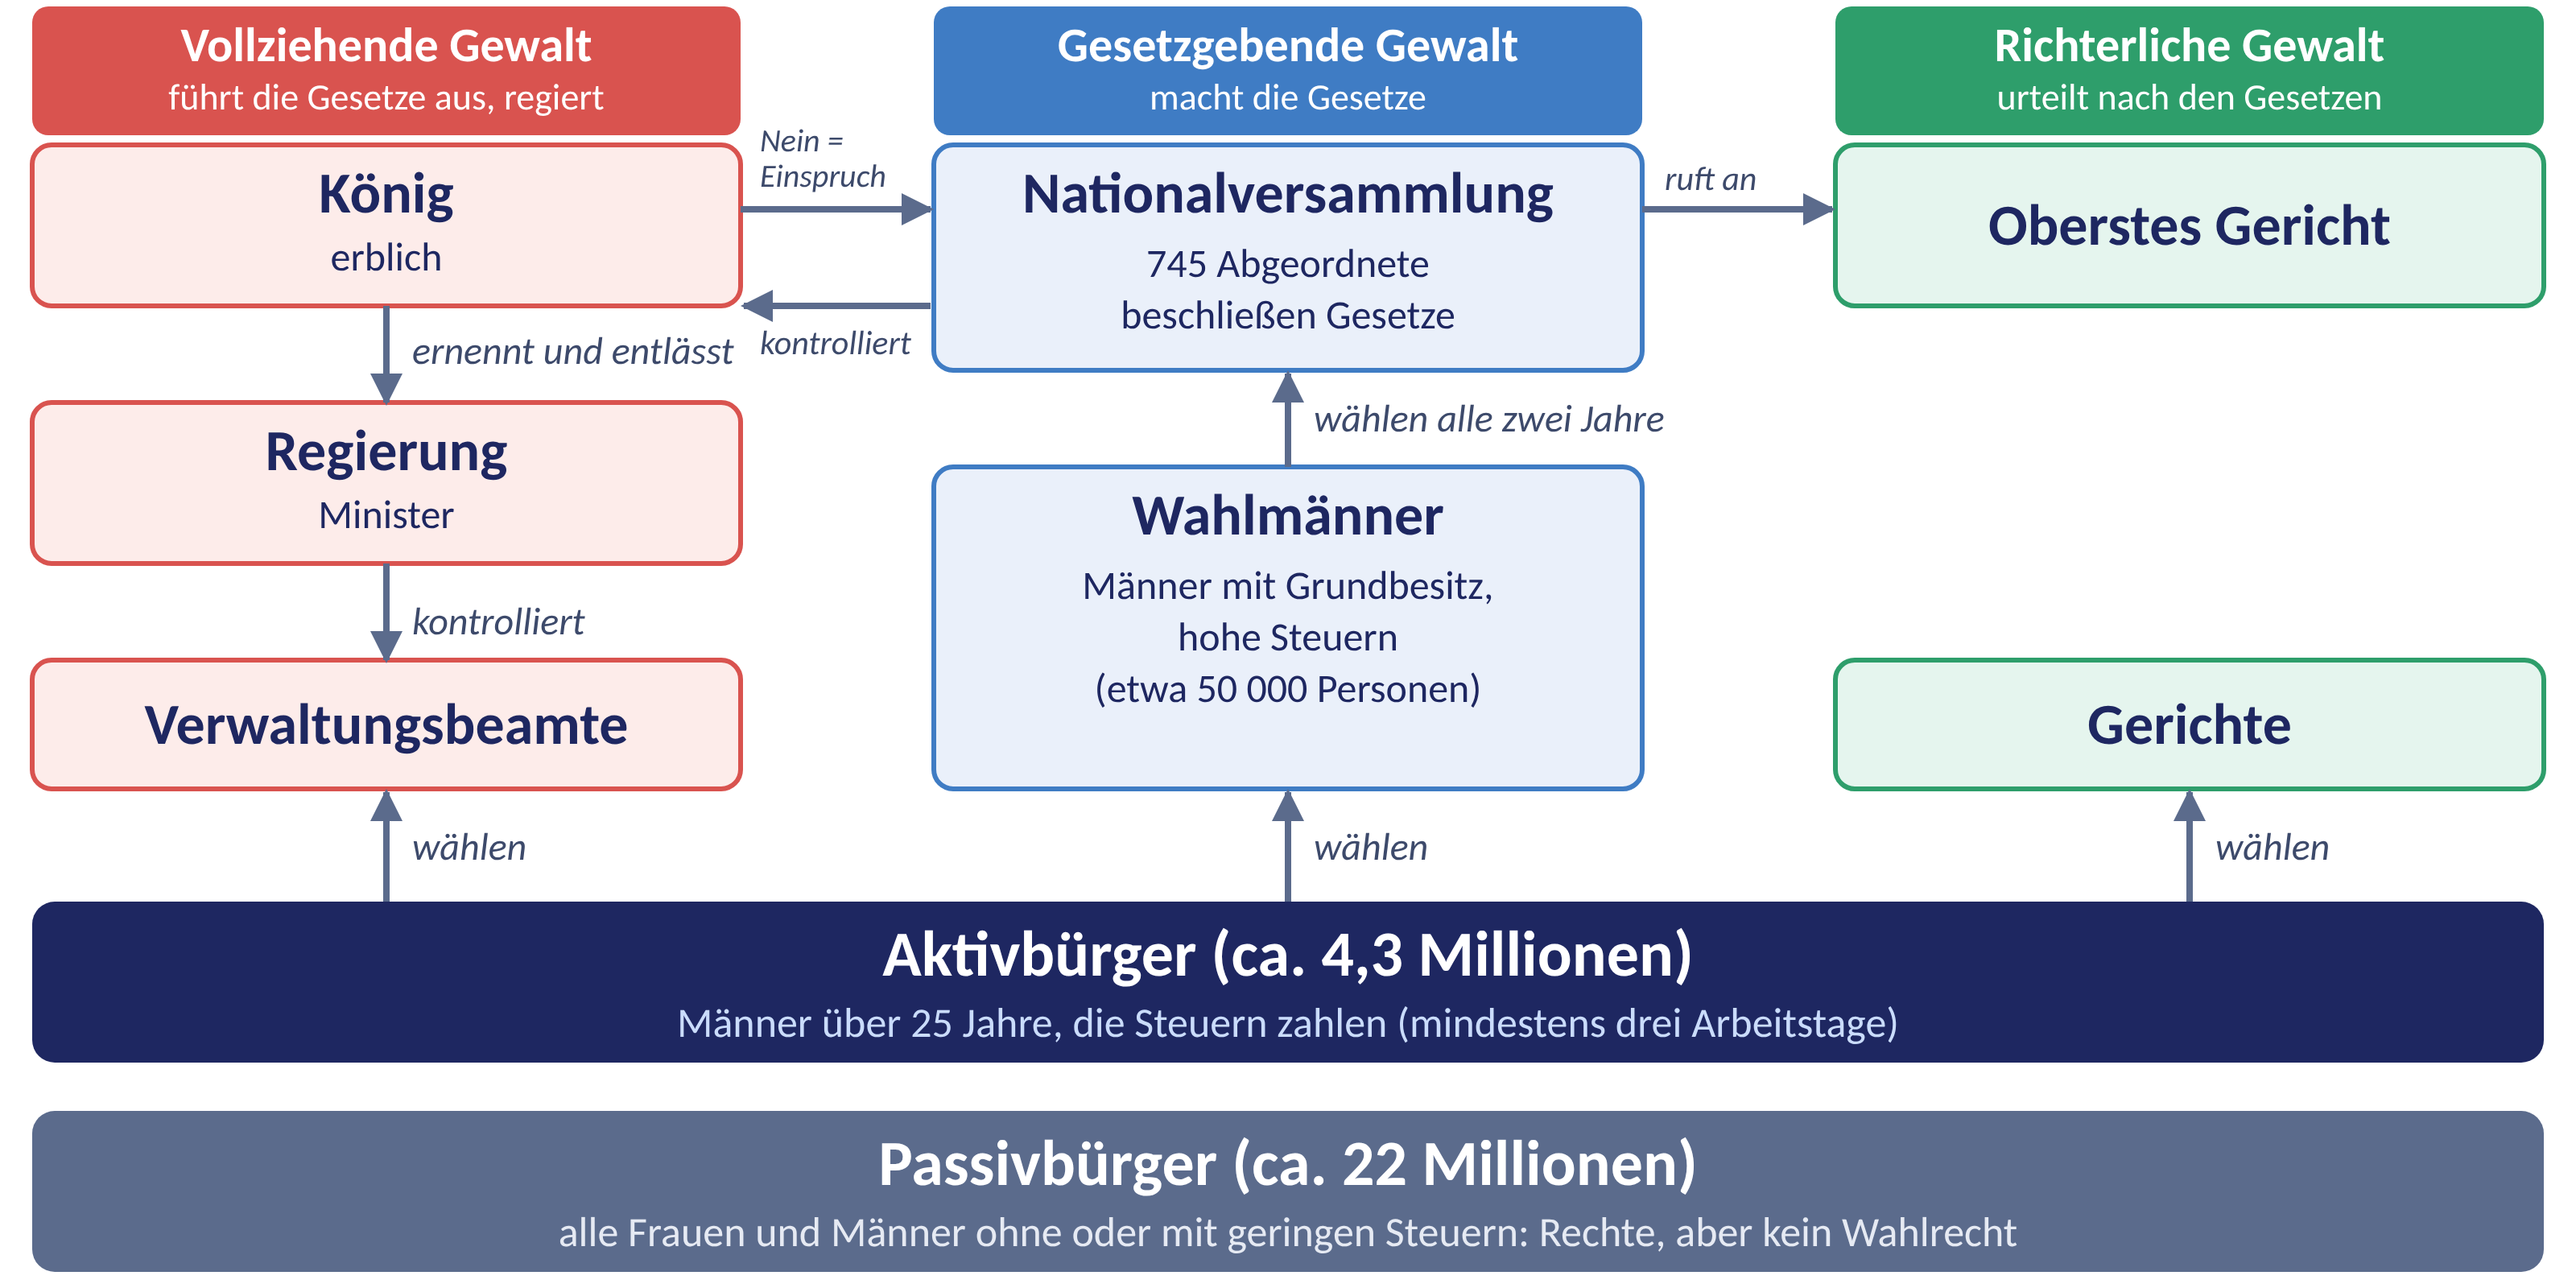 Vollziehende Gewalt
führt die Gesetze aus, regiert
Gesetzgebende Gewalt
macht die Gesetze
Richterliche Gewalt
urteilt nach den Gesetzen
König
erblich
Nein =
Einspruch
Nationalversammlung
745 Abgeordnete
beschließen Gesetze
ruft an
Oberstes Gericht
ernennt und entlässt
kontrolliert
wählen alle zwei Jahre
Regierung
Minister
Wahlmänner
Männer mit Grundbesitz,
hohe Steuern
(etwa 50 000 Personen)
kontrolliert
Verwaltungsbeamte
Gerichte
wählen
wählen
wählen
Aktivbürger (ca. 4,3 Millionen)
Männer über 25 Jahre, die Steuern zahlen (mindestens drei Arbeitstage)
Passivbürger (ca. 22 Millionen)
alle Frauen und Männer ohne oder mit geringen Steuern: Rechte, aber kein Wahlrecht